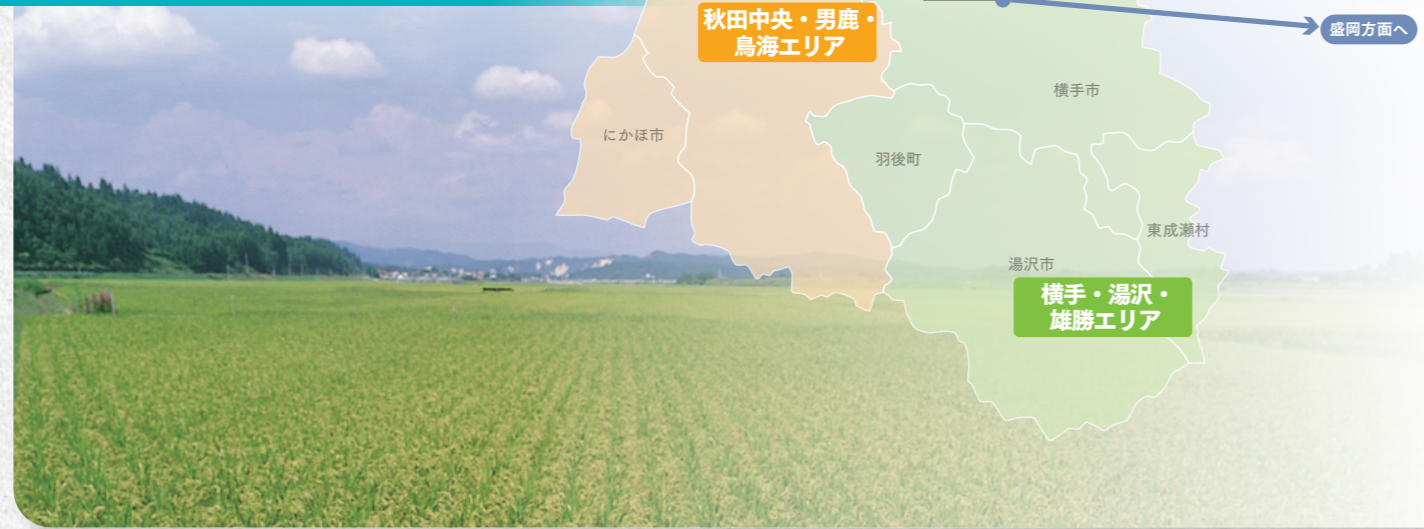 秋田中央・男鹿・
鳥海エリア
盛岡方面へ
横手市
にかほ市
羽後町
東成瀬村
湯沢市
横手・湯沢・
雄勝エリア